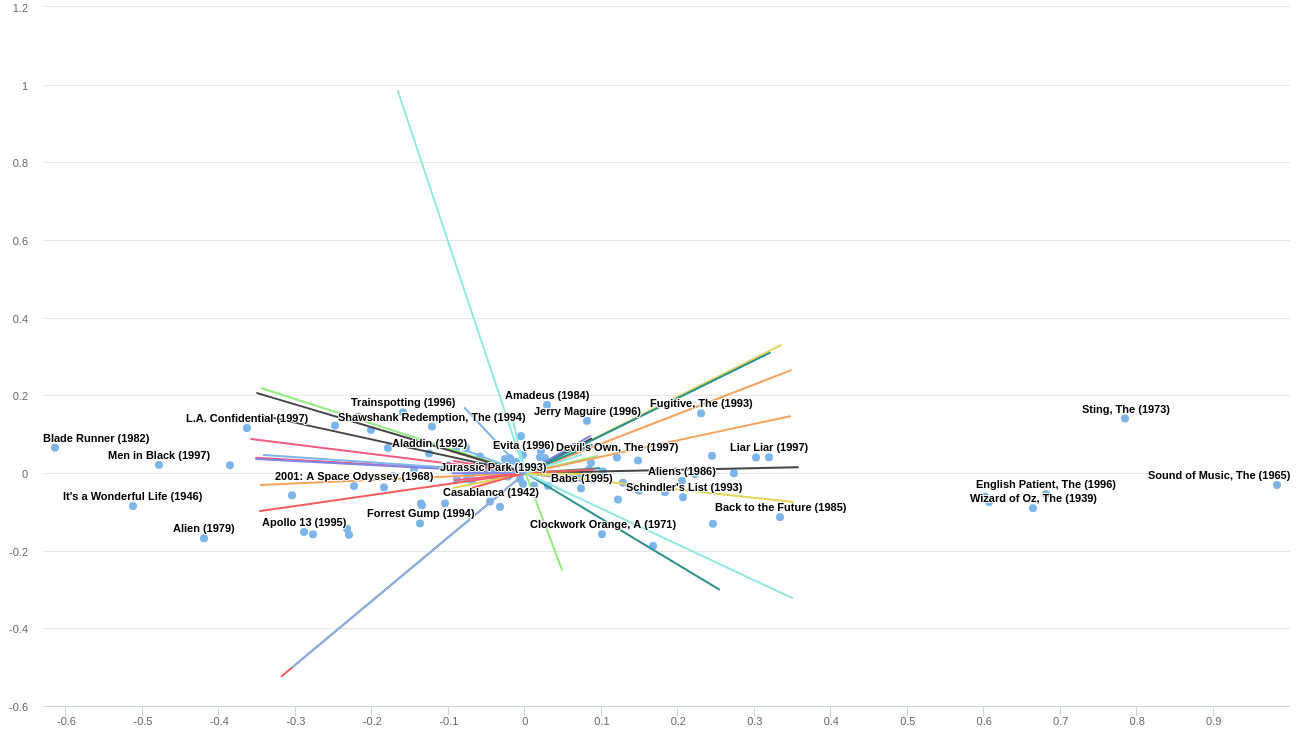 1.2
1
0.8
0.6
0.4
0.2
0
-0.2
-0.4
-0.6
Amadeus (1984)
Trainspotting (1996)
Fugitive, The (1993)
Sting, The (1973)
Jerry Maguire (1996)
L.A. Confidential (1997)
Shawshank Redemption, The (1994)
Blade Runner (1982)
Aladdin (1992)
Evita (1996)
Devil's Own, The (1997)
Liar Liar (1997)
Men in Black (1997)
Jurassic Park (1993)
Aliens (1986)
2001: A Space Odyssey (1968)
Babe (1995)
Sound of Music, The (1965)
English Patient, The (1996)
Schindler's List (1993)
Casablanca (1942)
It's a Wonderful Life (1946)
Wizard of Oz, The (1939)
Back to the Future (1985)
Forrest Gump (1994)
Apollo 13 (1995)
Clockwork Orange, A (1971)
Alien (1979)
-0.6 -0.5 -0.4 -0.3 -0.2 -0.1 0 0.1 0.2 0.3 0.4 0.5 0.6 0.7 0.8 0.9